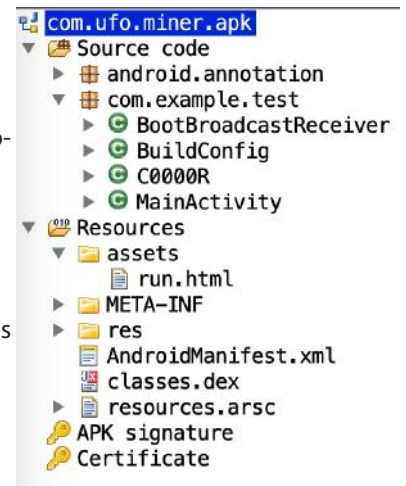 com.ufo.miner.apk
Source code
android.annotation
com.example.test
BootBroadcastReceiver
BuildConfig
C0000R
MainActivity
Resources
assets
run.html
META-INF
res
AndroidManifest.xml
classes.dex
resources.arsc
APK signature
Certificate